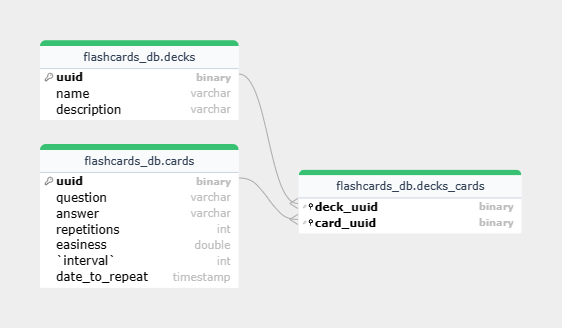 flashcards_db.decks
uuid binary
name varchar
description varchar
flashcards_db.cards
uuid binary
question varchar
answer varchar
repetitions int
easiness double
`interval` int
date_to_repeat timestamp
flashcards_db.decks_cards
deck_uuid binary
card_uuid binary